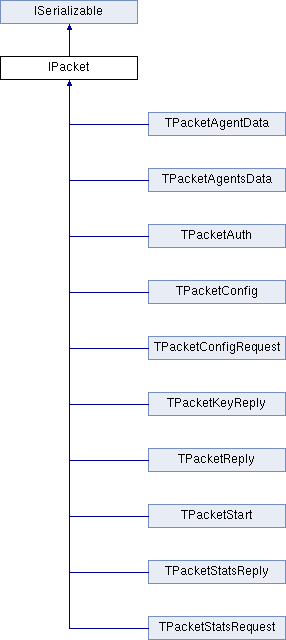 ISerializable
IPacket
TPacketAgentData
TPacketAgentsData
TPacketAuth
TPacketConfig
TPacketConfigRequest
TPacketKeyReply
TPacketReply
TPacketStart
TPacketStatsReply
TPacketStatsRequest